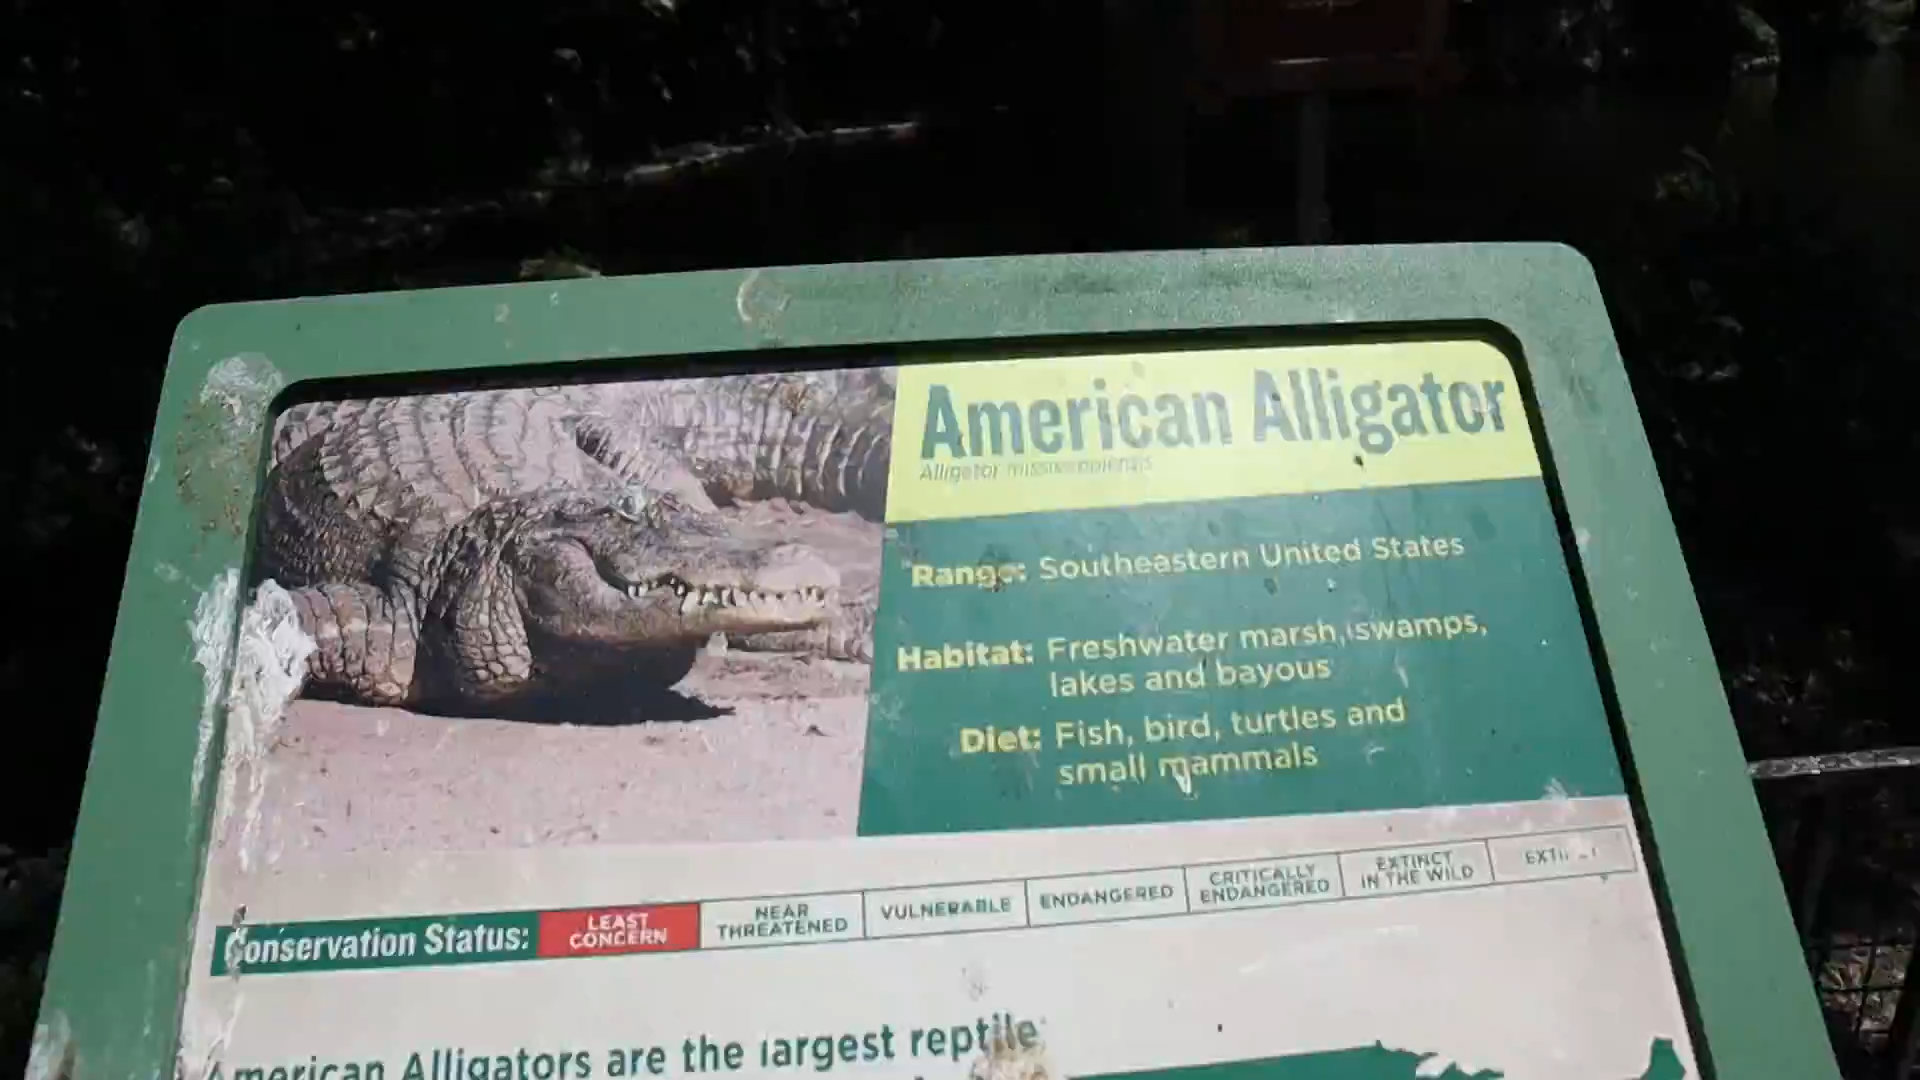 American Alligator
Alligator mississippiensis
Range: Southeastern United States
Habitat: Freshwater marsh, swamps,
lakes and bayous
Diet: Fish, bird, turtles and
small mammals
Conservation Status:
LEAST
CONCERN
NEAR
THREATENED
VULNERABLE
ENDANGERED
CRITICALLY
ENDANGERED
EXTINCT
IN THE WILD
American Alligators are the largest reptile